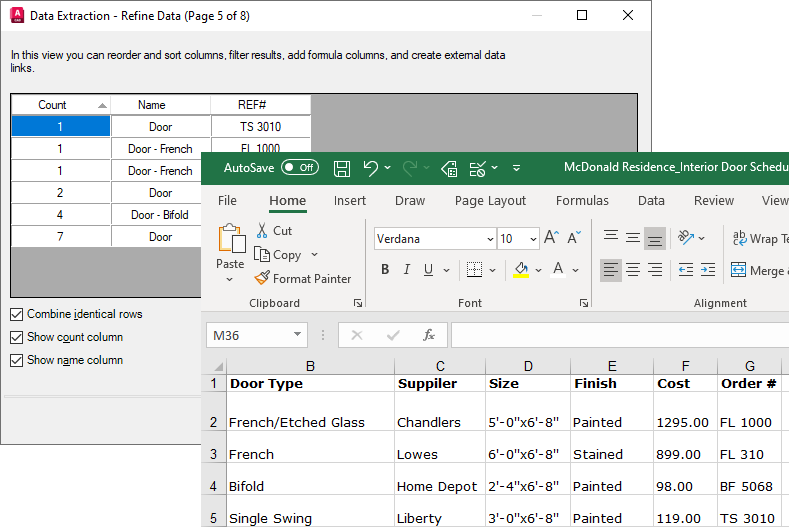 Data Extraction - Refine Data (Page 5 of 8)
In this view you can reorder and sort columns, filter results, add formula columns, and create external data
links.
Count Name REF#
1 Door TS 3010
1 Door - French FL 1000
1 Door - French
2 Door
4 Door - Bifold
7 Door
Combine identical rows
Show count column
Show name column
AutoSave Off McDonald Residence_Interior Door Schedu
File Home Insert Draw Page Layout Formulas Data Review View
Paste
Cut
Copy
Format Painter
Clipboard
Verdana 10 A A
B I U A
Font
ab Wrap Te
Merge &
Alignment
M36 fx
B C D E F G
1 Door Type Suppiler Size Finish Cost Order #
2 French/Etched Glass Chandlers 5'-0"x6'-8" Painted 1295.00 FL 1000
3 French Lowes 6'-0"x6'-8" Stained 899.00 FL 310
4 Bifold Home Depot 2'-4"x6'-8" Painted 98.00 BF 5068
5 Single Swing Liberty 3'-0"x6'-8" Painted 119.00 TS 3010